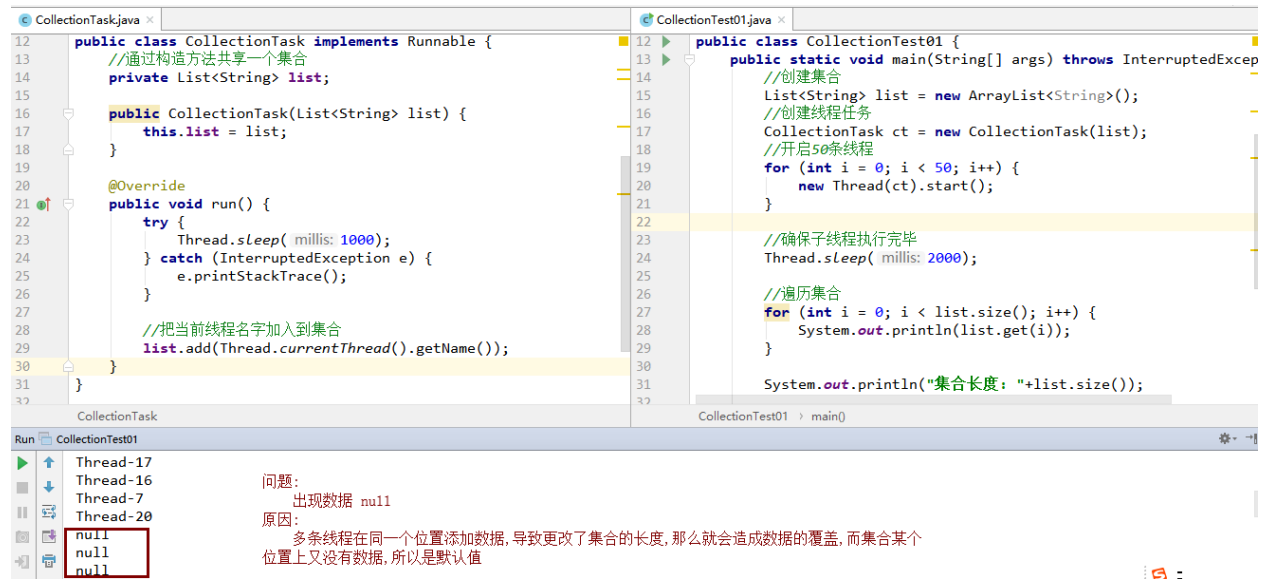 CollectionTask.java ×
12 public class CollectionTask implements Runnable {
13 //通过构造方法共享一个集合
14 private List<String> list;
15
16 public CollectionTask(List<String> list) {
17 this.list = list;
18 }
19
20 @Override
21 public void run() {
22 try {
23 Thread.sleep( millis: 1000);
24 } catch (InterruptedException e) {
25 e.printStackTrace();
26 }
27
28 //把当前线程名字加入到集合
29 list.add(Thread.currentThread().getName());
30 }
31 }
32
CollectionTask
CollectionTest01.java ×
12 public class CollectionTest01 {
13 public static void main(String[] args) throws InterruptedExcep
14 //创建集合
15 List<String> list = new ArrayList<String>();
16 //创建线程任务
17 CollectionTask ct = new CollectionTask(list);
18 //开启50条线程
19 for (int i = 0; i < 50; i++) {
20 new Thread(ct).start();
21 }
22
23 //确保子线程执行完毕
24 Thread.sleep( millis: 2000);
25
26 //遍历集合
27 for (int i = 0; i < list.size(); i++) {
28 System.out.println(list.get(i));
29 }
30
31 System.out.println("集合长度: "+list.size());
32
CollectionTest01 › main()
Run CollectionTest01
Thread-17
Thread-16
Thread-7
Thread-20
null
null
null
问题:
出现数据 null
原因:
多条线程在同一个位置添加数据,导致更改了集合的长度,那么就会造成数据的覆盖,而集合某个
位置上又没有数据,所以是默认值